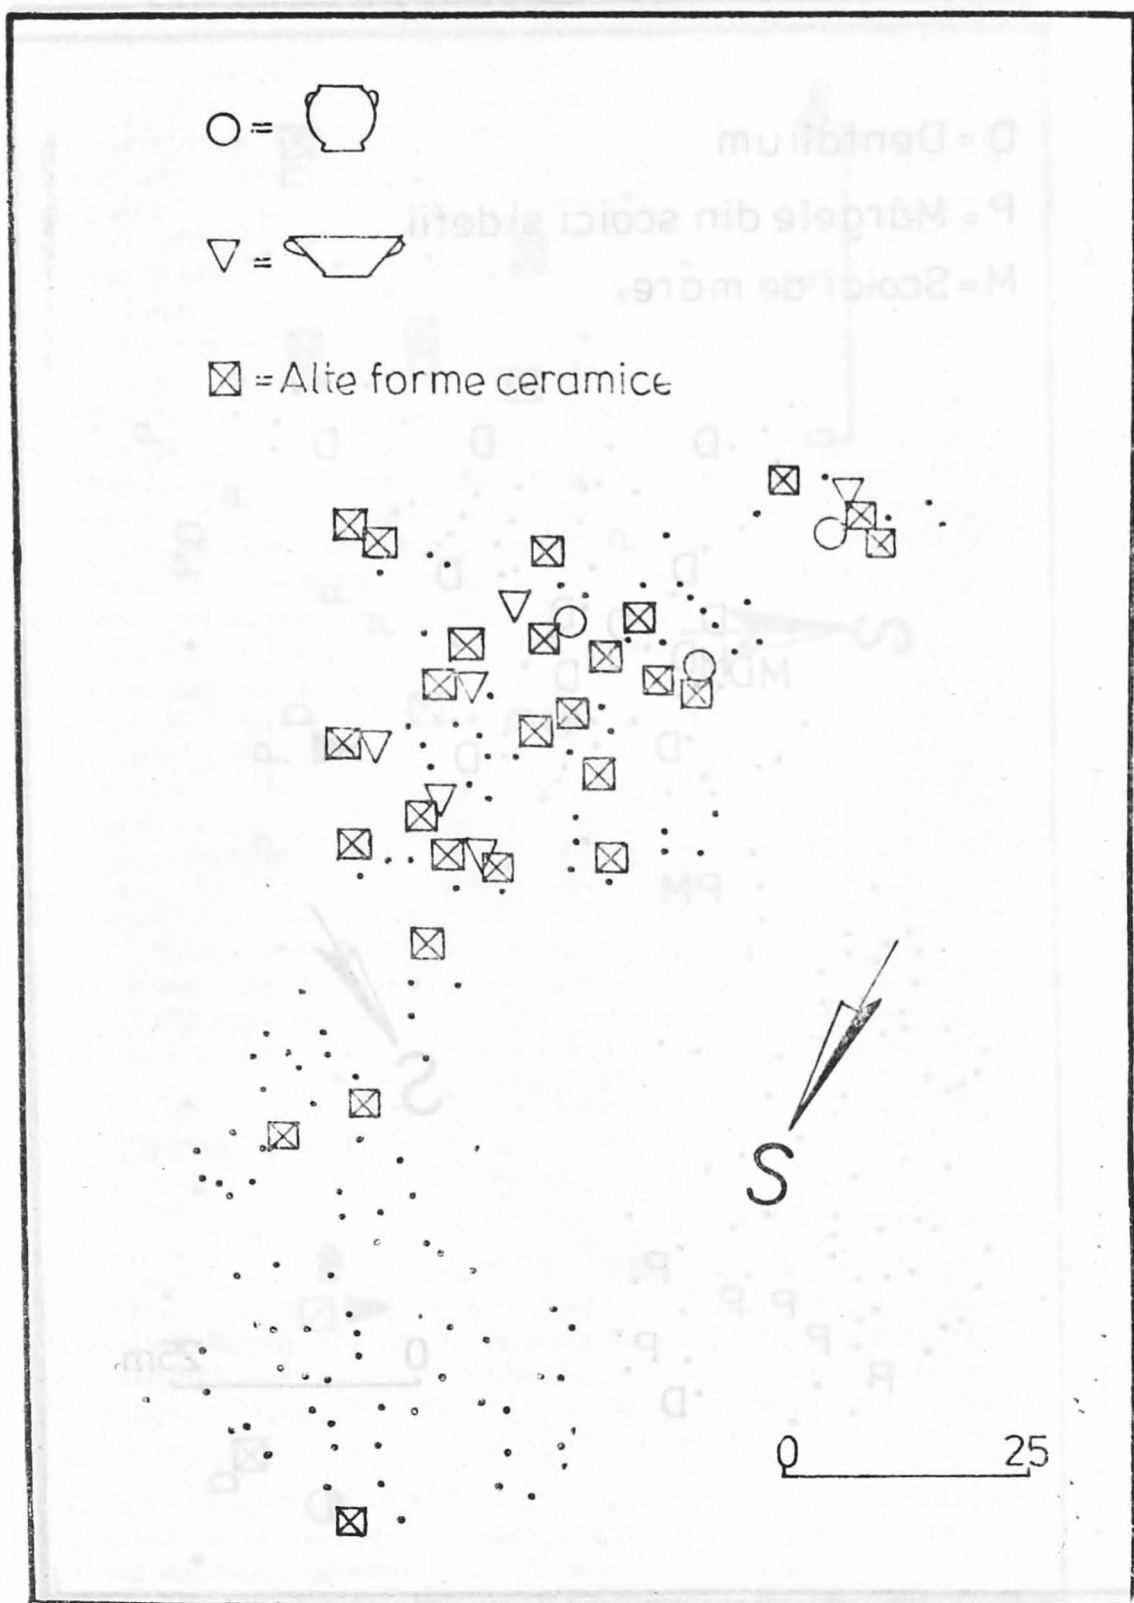 ○ =
▽ =
⊠ = Alte forme ceramice
S
0 25
D = Dentalium
P = Mărgele din scoici sidefii
M = Scoici de mare.